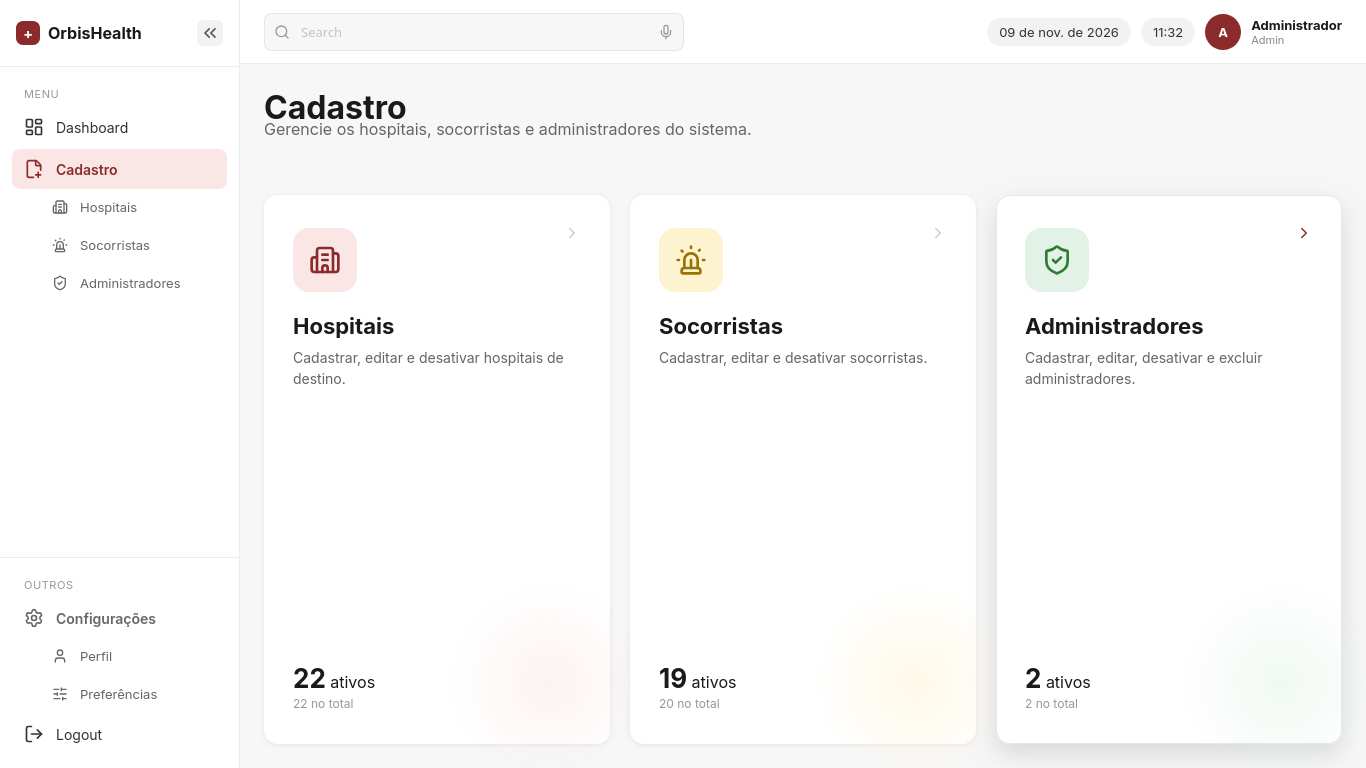 OrbisHealth
Search
09 de nov. de 2026
11:32
A
Administrador
Admin
MENU
Dashboard
Cadastro
Hospitais
Socorristas
Administradores
Cadastro
Gerencie os hospitais, socorristas e administradores do sistema.
Hospitais
Cadastrar, editar e desativar hospitais de
destino.
22 ativos
22 no total
Socorristas
Cadastrar, editar e desativar socorristas.
19 ativos
20 no total
Administradores
Cadastrar, editar, desativar e excluir
administradores.
2 ativos
2 no total
OUTROS
Configurações
Perfil
Preferências
Logout